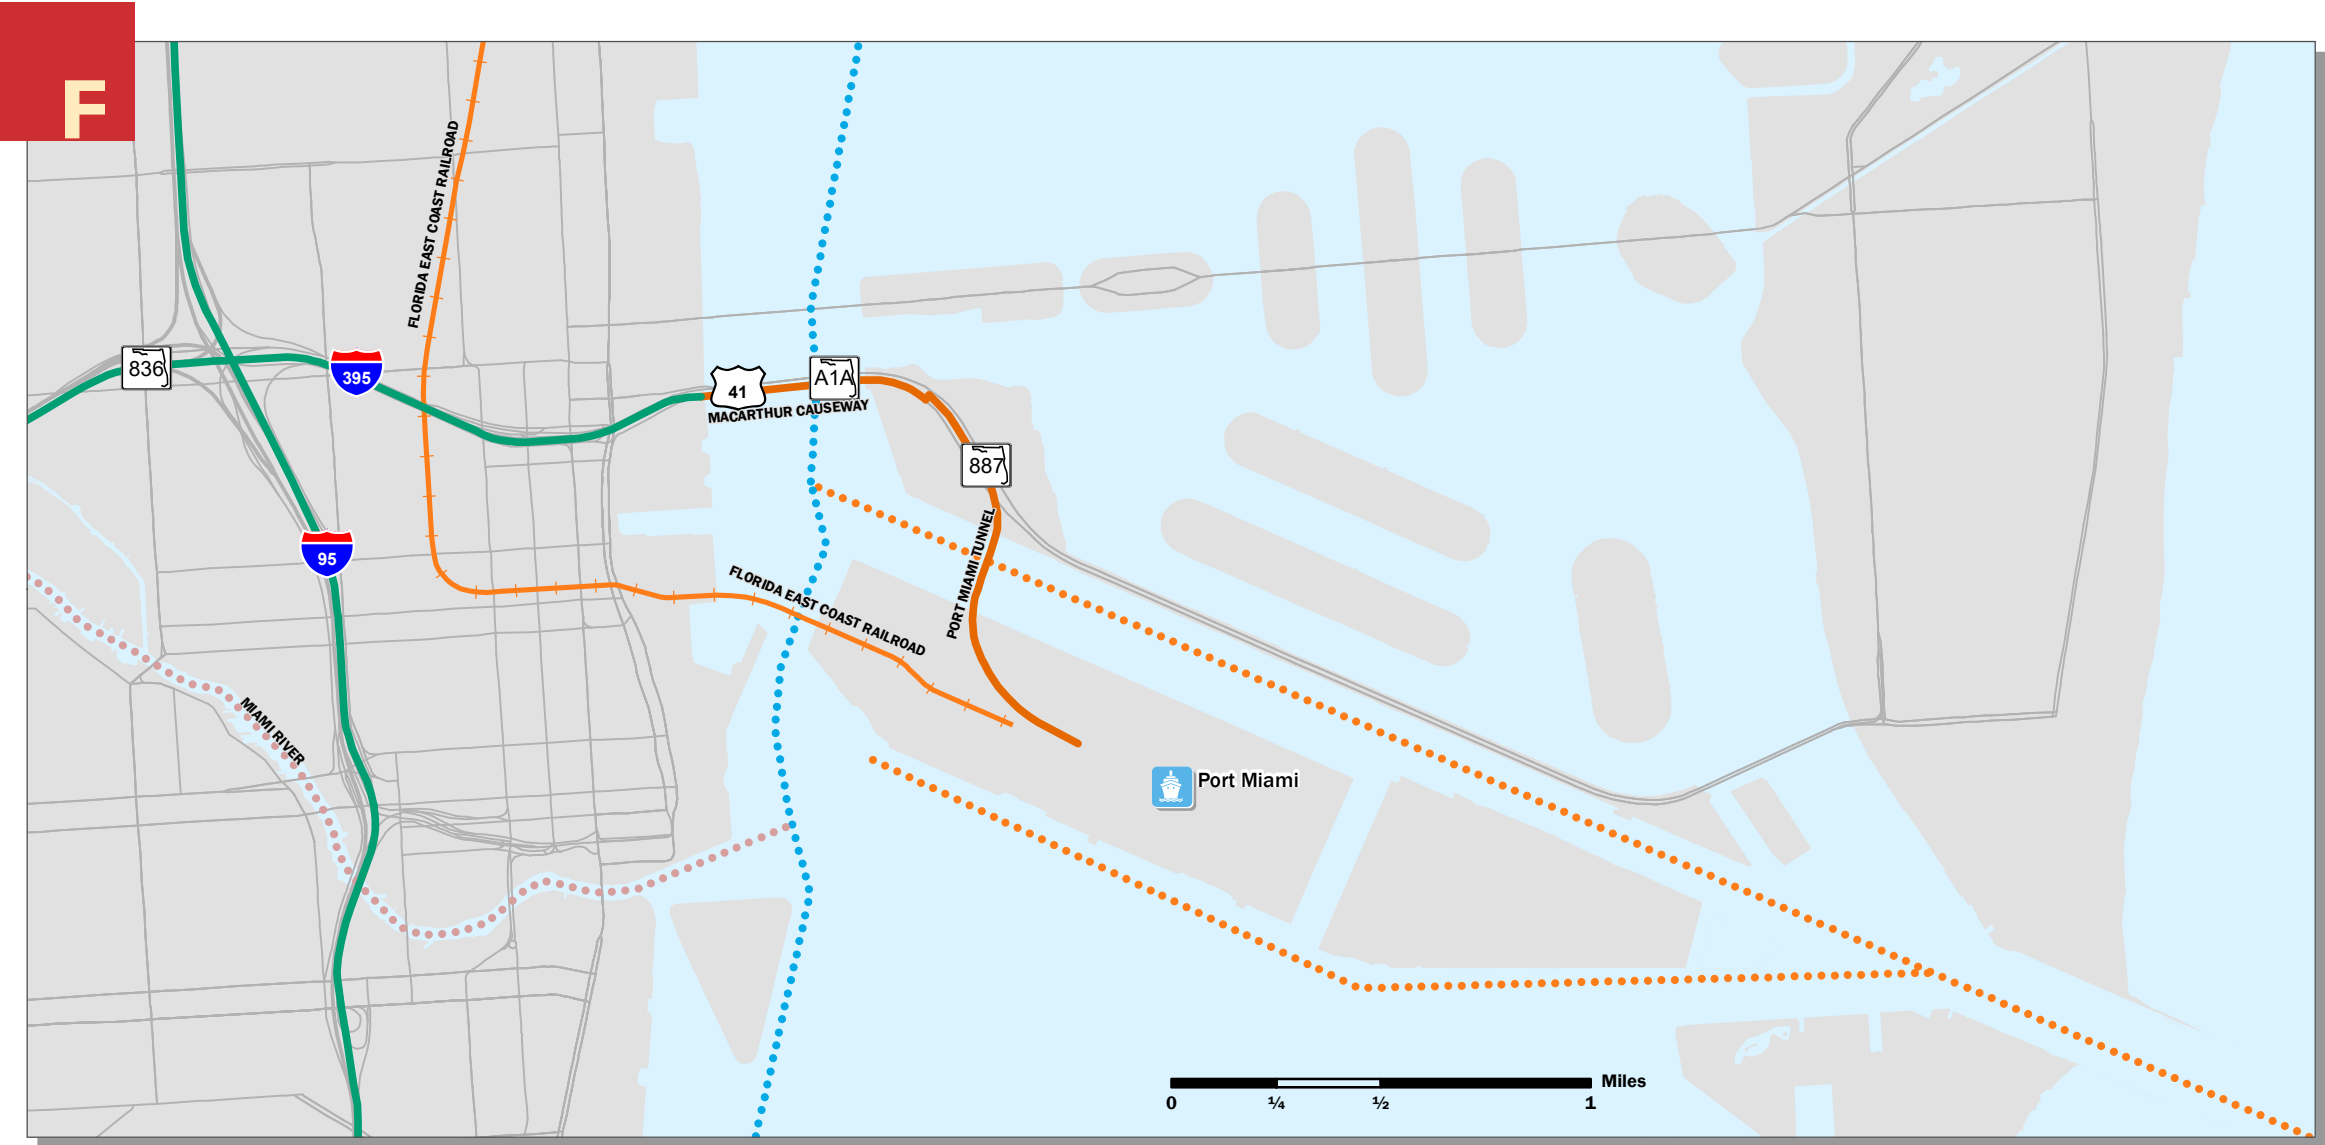 F
FLORIDA EAST COAST RAILROAD
836
395
41
A1A
MACARTHUR CAUSEWAY
887
95
PORT MIAMI TUNNEL
FLORIDA EAST COAST RAILROAD
MIAMI RIVER
Port Miami
Miles
0 ¼ ½ 1